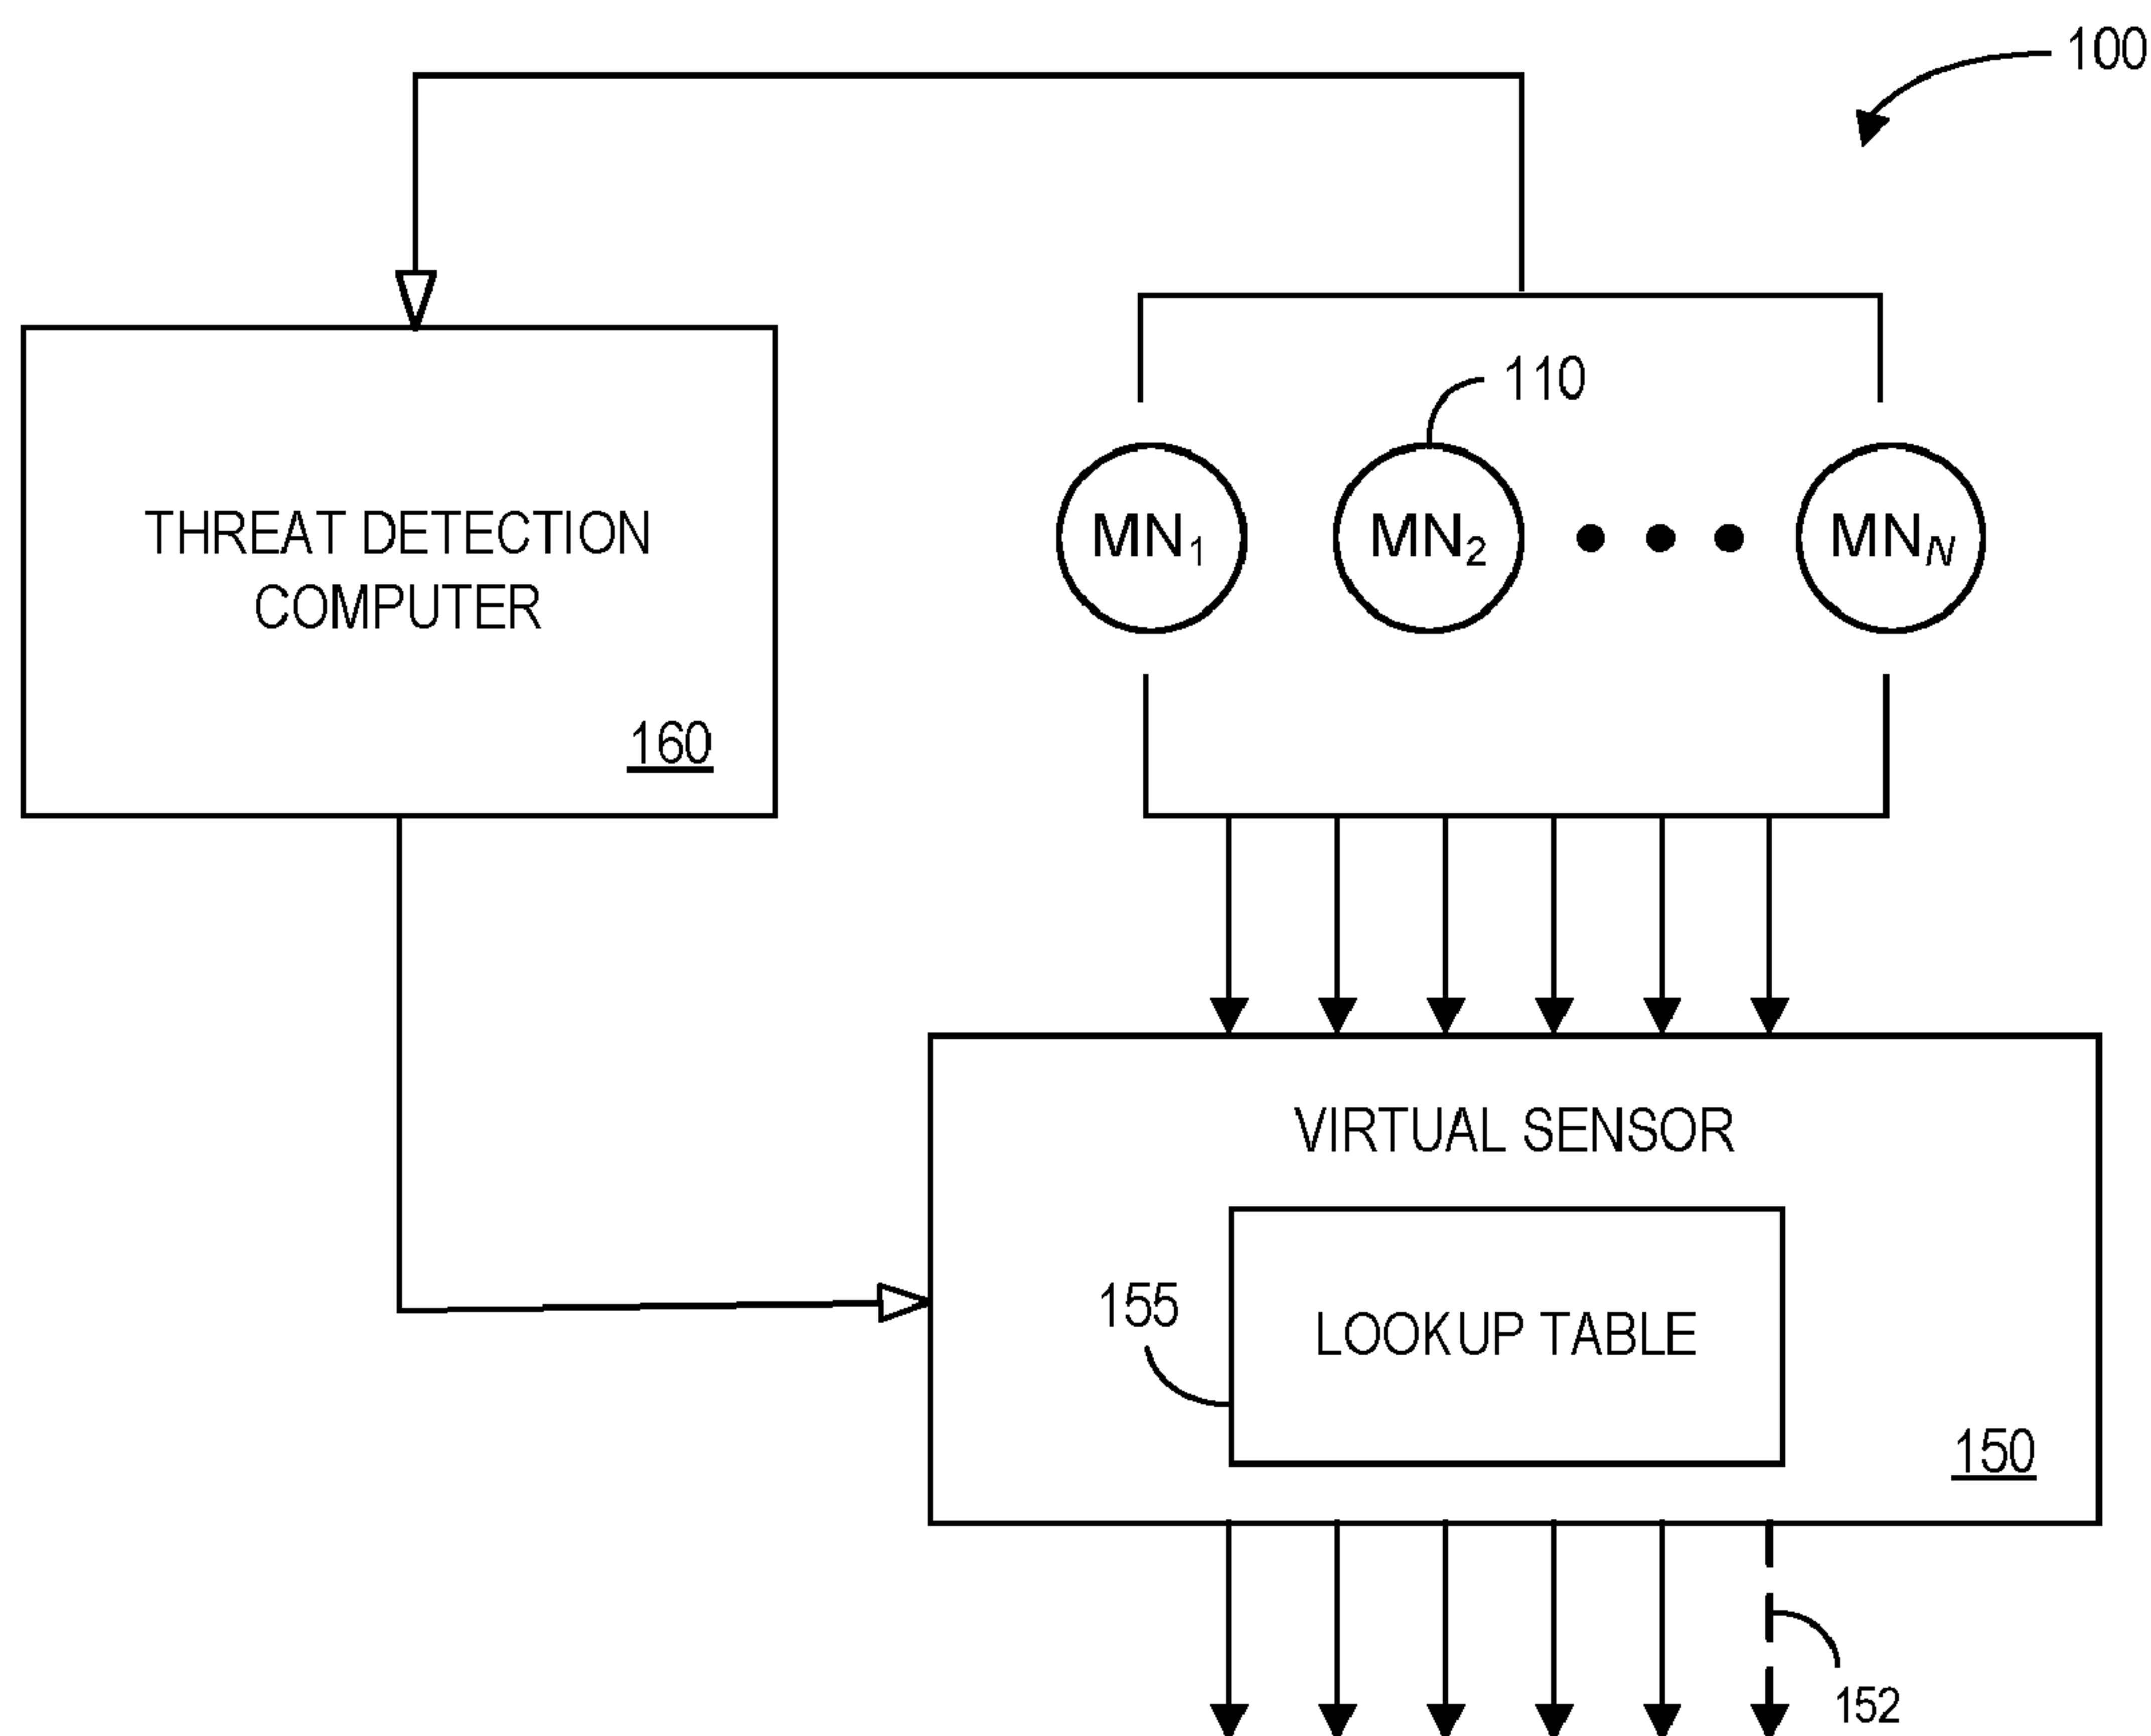 100
110
MN1
MN2
MNN
THREAT DETECTION
COMPUTER
160
VIRTUAL SENSOR
155
LOOKUP TABLE
150
152